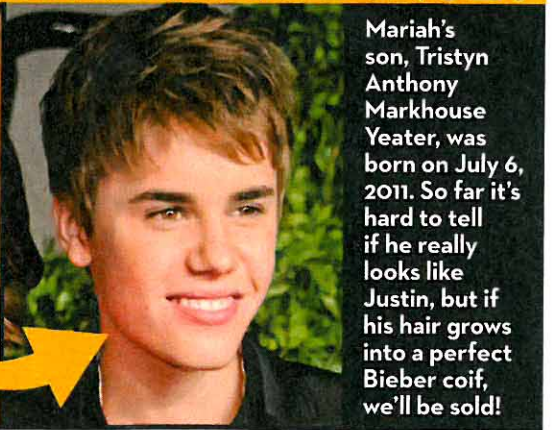 Mariah's
son, Tristyn
Anthony
Markhouse
Yeater, was
born on July 6,
2011. So far it's
hard to tell
if he really
looks like
Justin, but if
his hair grows
into a perfect
Bieber coif,
we'll be sold!